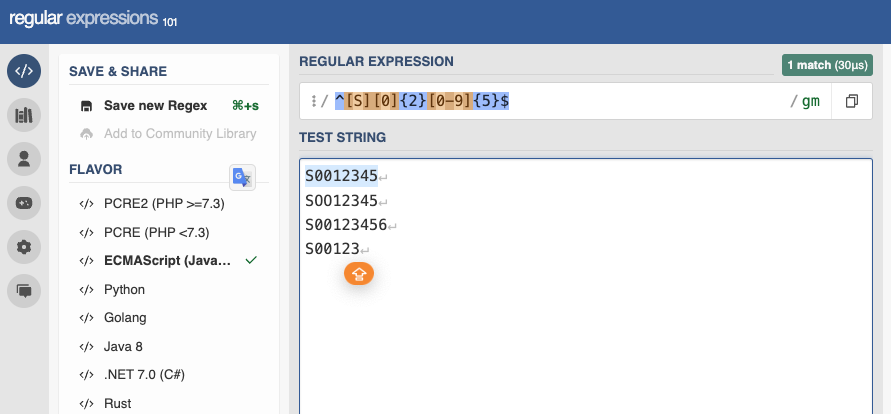 regular expressions 101
SAVE & SHARE
Save new Regex ⌘+s
Add to Community Library
FLAVOR
PCRE2 (PHP >=7.3)
PCRE (PHP <7.3)
ECMAScript (Java...
Python
Golang
Java 8
.NET 7.0 (C#)
Rust
REGULAR EXPRESSION
1 match (30µs)
/ ^[S][0]{2}[0-9]{5}$ / gm
TEST STRING
S0012345
SOO12345
S00123456
S00123